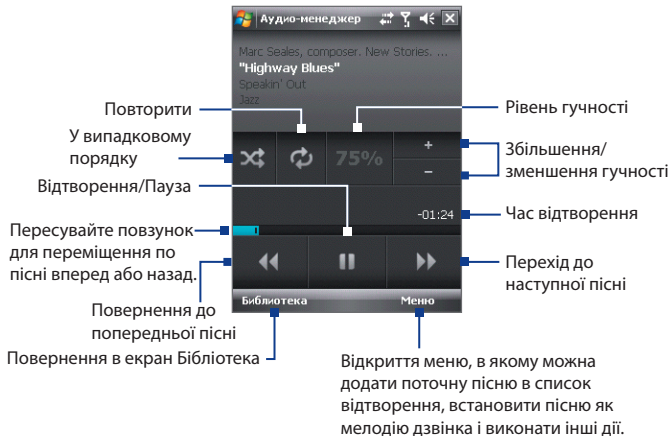 Аудио-менеджер
Marc Seales, composer. New Stories. ...
"Highway Blues"
Speakin' Out
Jazz
Повторити
Рівень гучності
У випадковому
порядку
75%
+
−
Збільшення/
зменшення гучності
Відтворення/Пауза
-01:24
Час відтворення
Пересувайте повзунок
для переміщення по
пісні вперед або назад.
Перехід до
наступної пісні
Повернення до
попередньої пісні
Библиотека
Меню
Повернення в екран Бібліотека
Відкриття меню, в якому можна
додати поточну пісню в список
відтворення, встановити пісню як
мелодію дзвінка і виконати інші дії.